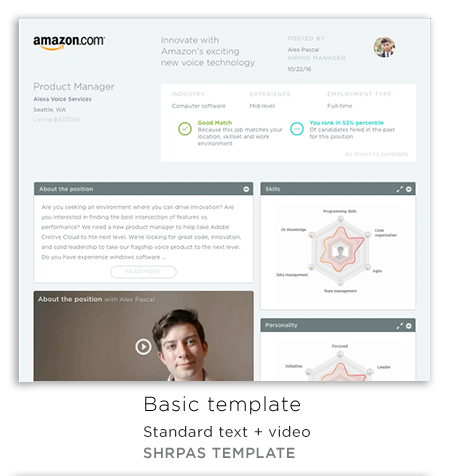 amazon.com
Innovate with
Amazon's exciting
new voice technology
POSTED BY
Alex Pascal
HIRING MANAGER
10/22/16
Product Manager
Alexa Voice Services
Seattle, WA
Listing #AZ2065
INDUSTRY
EXPERIENCE
EMPLOYMENT TYPE:
Computer software
Mid-level
Full-time
Good Match
Because this job matches your
location, skillset and work
environment
You rank in 53% percentile
Of candidates hired in the past
for this position
As shown to candidate
About the position
Are you seeking an environment where you can drive innovation? Are
you interested in finding the best intersection of features vs.
performance? We need a new product manager to help take Adobe
Cretive Cloud to hte next level. We're looking for great code, innovation,
and solid leadership to take our flagship voice product to the next level.
Do you have experience windows software ...
READ MORE
Skills
Programming Skills
OS Knowledge
Code
organization
Data management
Agile
Team management
About the position with Alex Pascal
Personality
Focused
Initiative
Leader
Basic template
Standard text + video
SHRPAS TEMPLATE